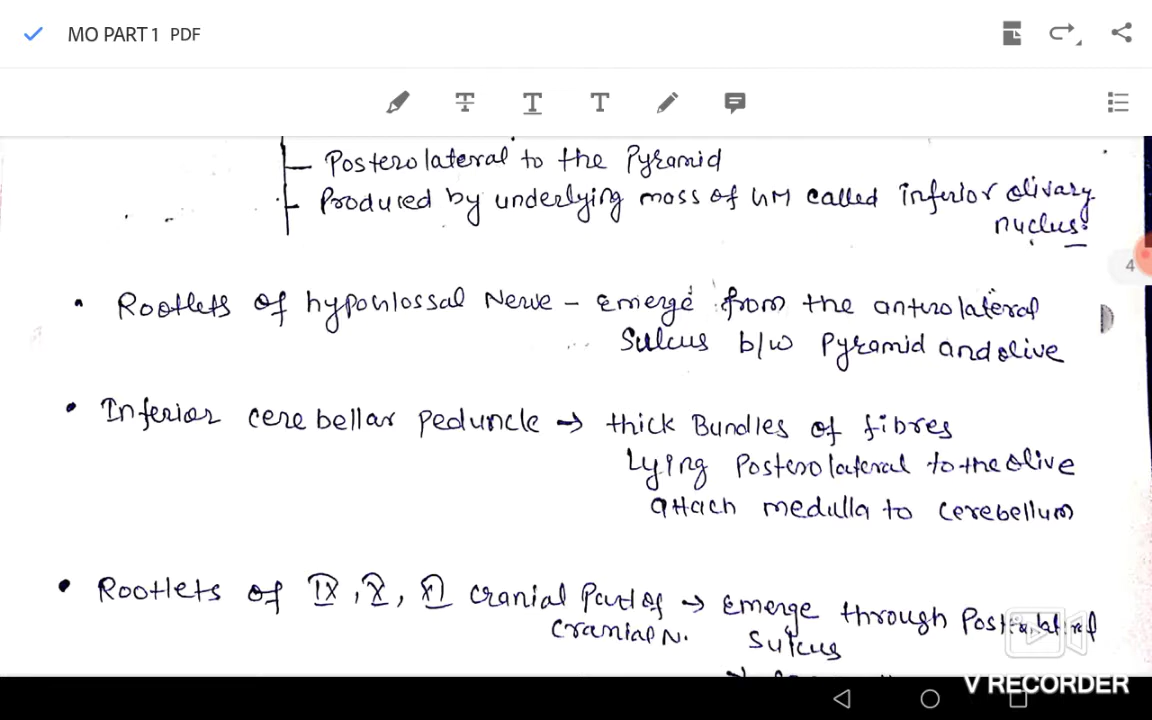 MO PART 1 PDF
Posterolateral to the Pyramid
Produced by underlying mass of GM called inferior olivary
nuclus.
4
• Rootlets of hypoglossal Nerve - Emerge from the anterolateral
Sulcus b/w Pyramid and olive
• Inferior cerebellar peduncle → thick Bundles of fibres
Lying Posterolateral to the olive
attach medulla to cerebellum
• Rootlets of IX, X, XI cranial Part of → Emerge through Posterolateral
cranial N. Sulcus
V RECORDER